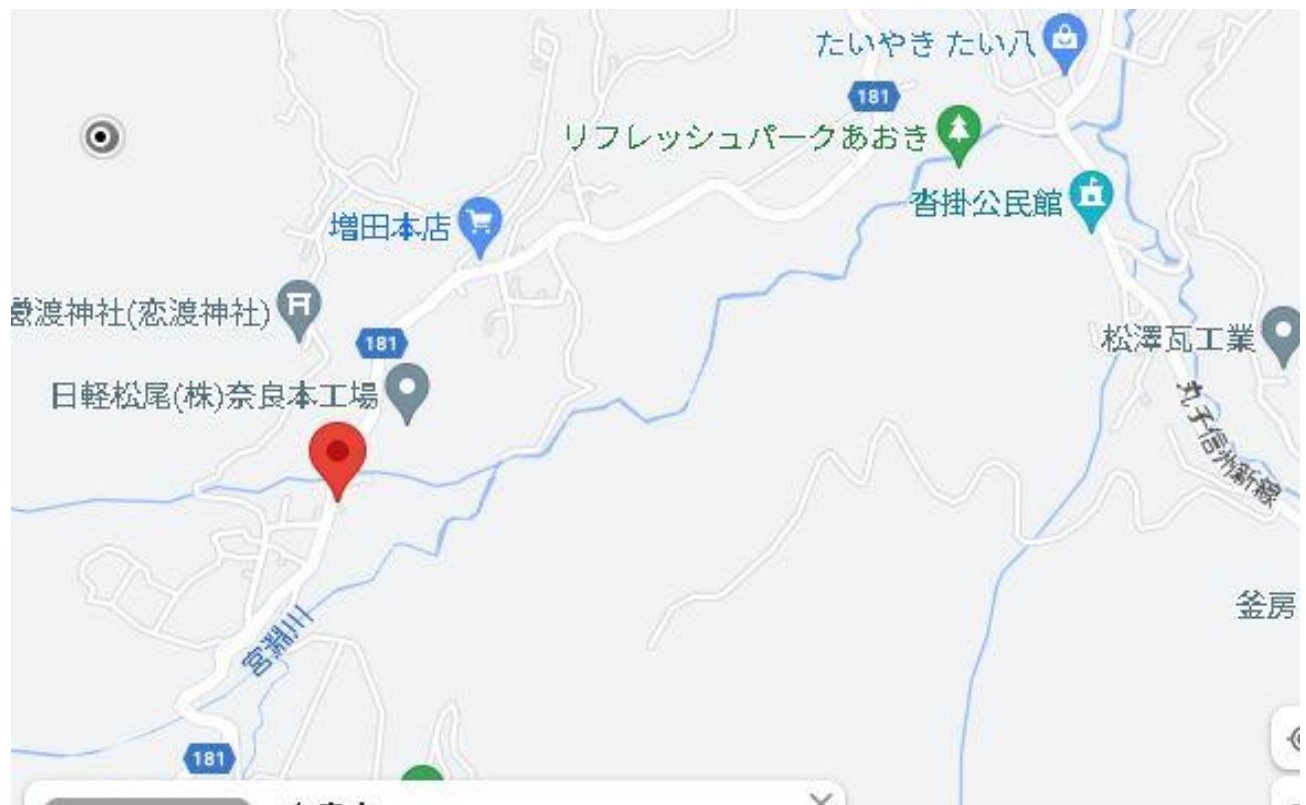 たいやき たい八
181
リフレッシュパークあおき
沓掛公民館
増田本店
渡神社(恋渡神社)
181
松澤瓦工業
日軽松尾(株)奈良本工場
丸子信州新線
釜房
181